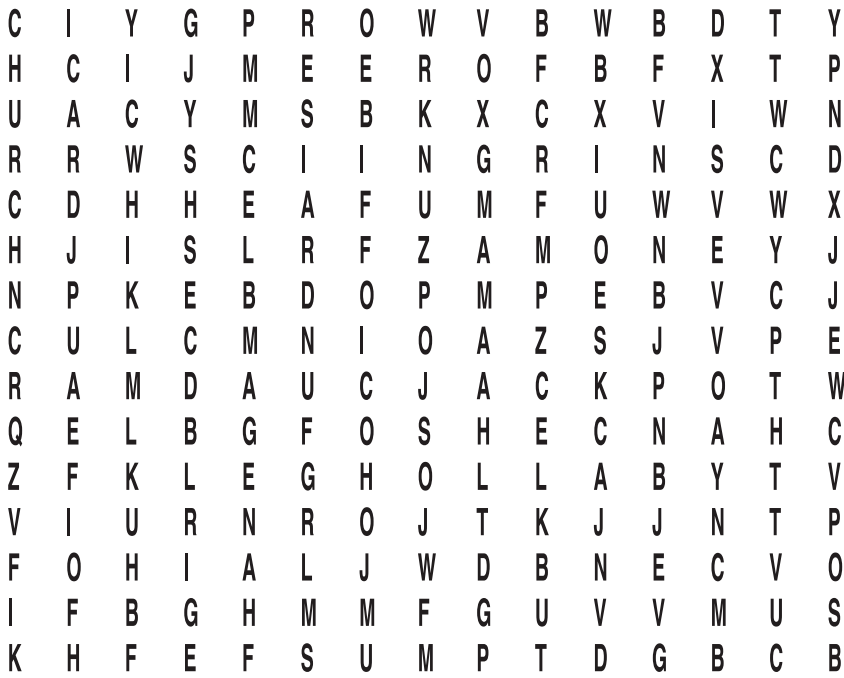 C I Y G P R O W V B W B D T Y
H C I J M E E R O F B F X T P
U A C Y M S B K X C X V I W N
R R W S C I I N G R I N S C D
C D H H E A F U M F U W V W X
H J I S L R F Z A M O N E Y J
N P K E B D O P M P E B V C J
C U L C M N I O A Z S J V P E
R A M D A U C J A C K P O T W
Q E L B G F O S H E C N A H C
Z F K L E G H O L L A B Y T V
V I U R N R O J T K J J N T P
F O H I A L J W D B N E C V O
I F B G H M M F G U V V M U S
K H F E F S U M P T D G B C B